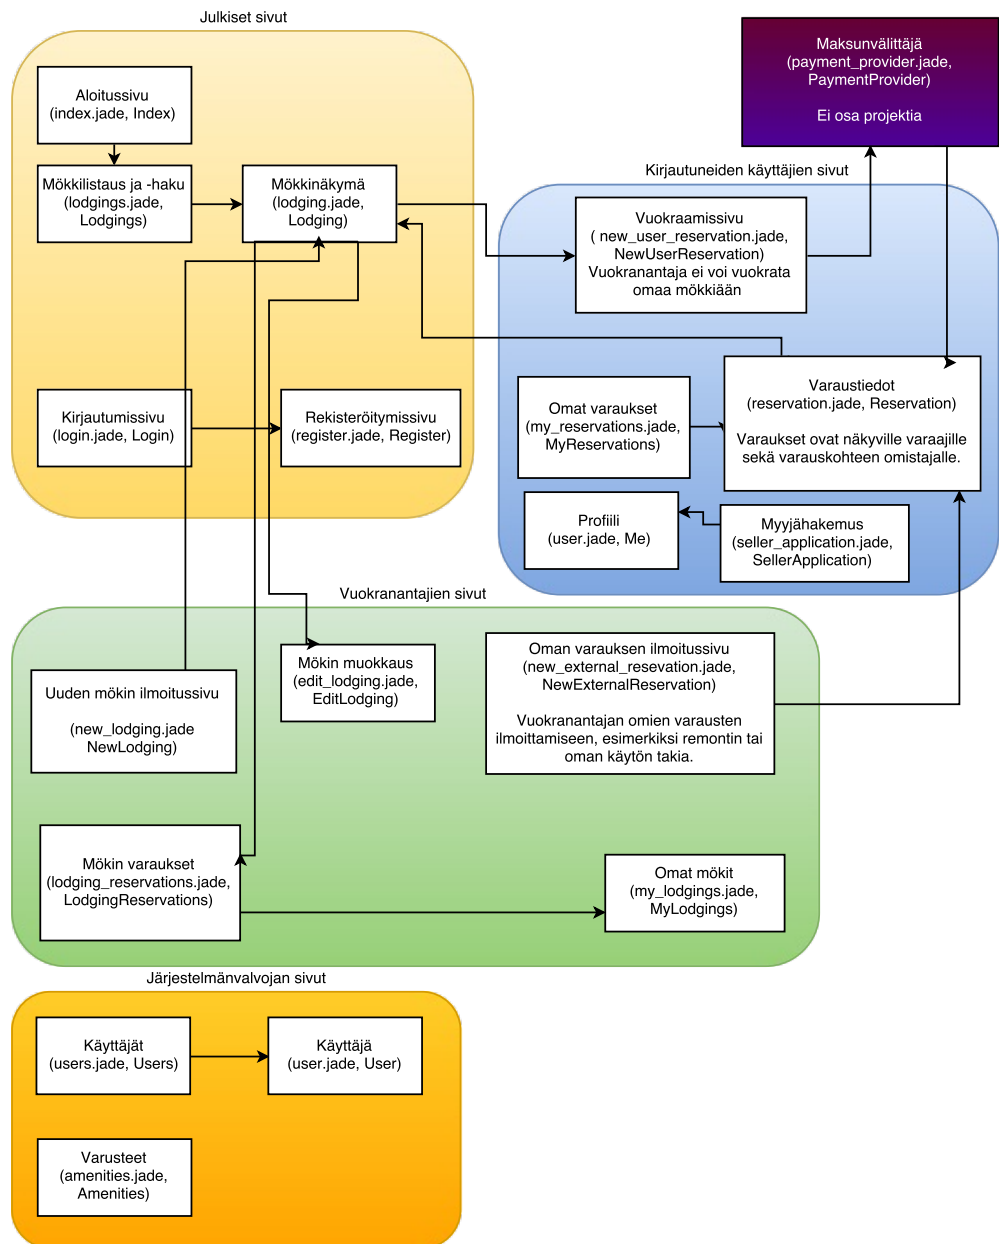 Julkiset sivut
Aloitussivu
(index.jade, Index)
Mökkilistaus ja -haku
(lodgings.jade,
Lodgings)
Mökkinäkymä
(lodging.jade,
Lodging)
Kirjautumissivu
(login.jade, Login)
Rekisteröitymissivu
(register.jade, Register)
Maksunvälittäjä
(payment_provider.jade,
PaymentProvider)
Ei osa projektia
Kirjautuneiden käyttäjien sivut
Vuokraamissivu
( new_user_reservation.jade,
NewUserReservation)
Vuokranantaja ei voi vuokrata
omaa mökkiään
Omat varaukset
(my_reservations.jade,
MyReservations)
Varaustiedot
(reservation.jade, Reservation)
Varaukset ovat näkyville varaajille
sekä varauskohteen omistajalle.
Profiili
(user.jade, Me)
Myyjähakemus
(seller_application.jade,
SellerApplication)
Vuokranantajien sivut
Uuden mökin ilmoitussivu
(new_lodging.jade
NewLodging)
Mökin muokkaus
(edit_lodging.jade,
EditLodging)
Oman varauksen ilmoitussivu
(new_external_resevation.jade,
NewExternalReservation)
Vuokranantajan omien varausten
ilmoittamiseen, esimerkiksi remontin tai
oman käytön takia.
Mökin varaukset
(lodging_reservations.jade,
LodgingReservations)
Omat mökit
(my_lodgings.jade,
MyLodgings)
Järjestelmänvalvojan sivut
Käyttäjät
(users.jade, Users)
Käyttäjä
(user.jade, User)
Varusteet
(amenities.jade,
Amenities)